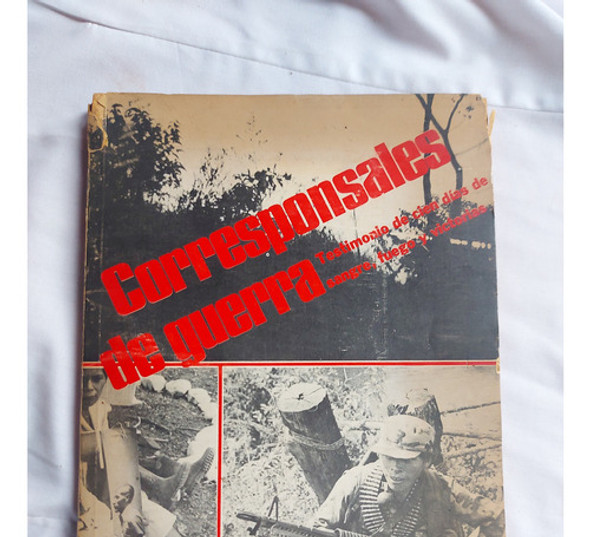 Corresponsales
de guerra
Testimonio de cien días de
sangre, fuego y victorias.